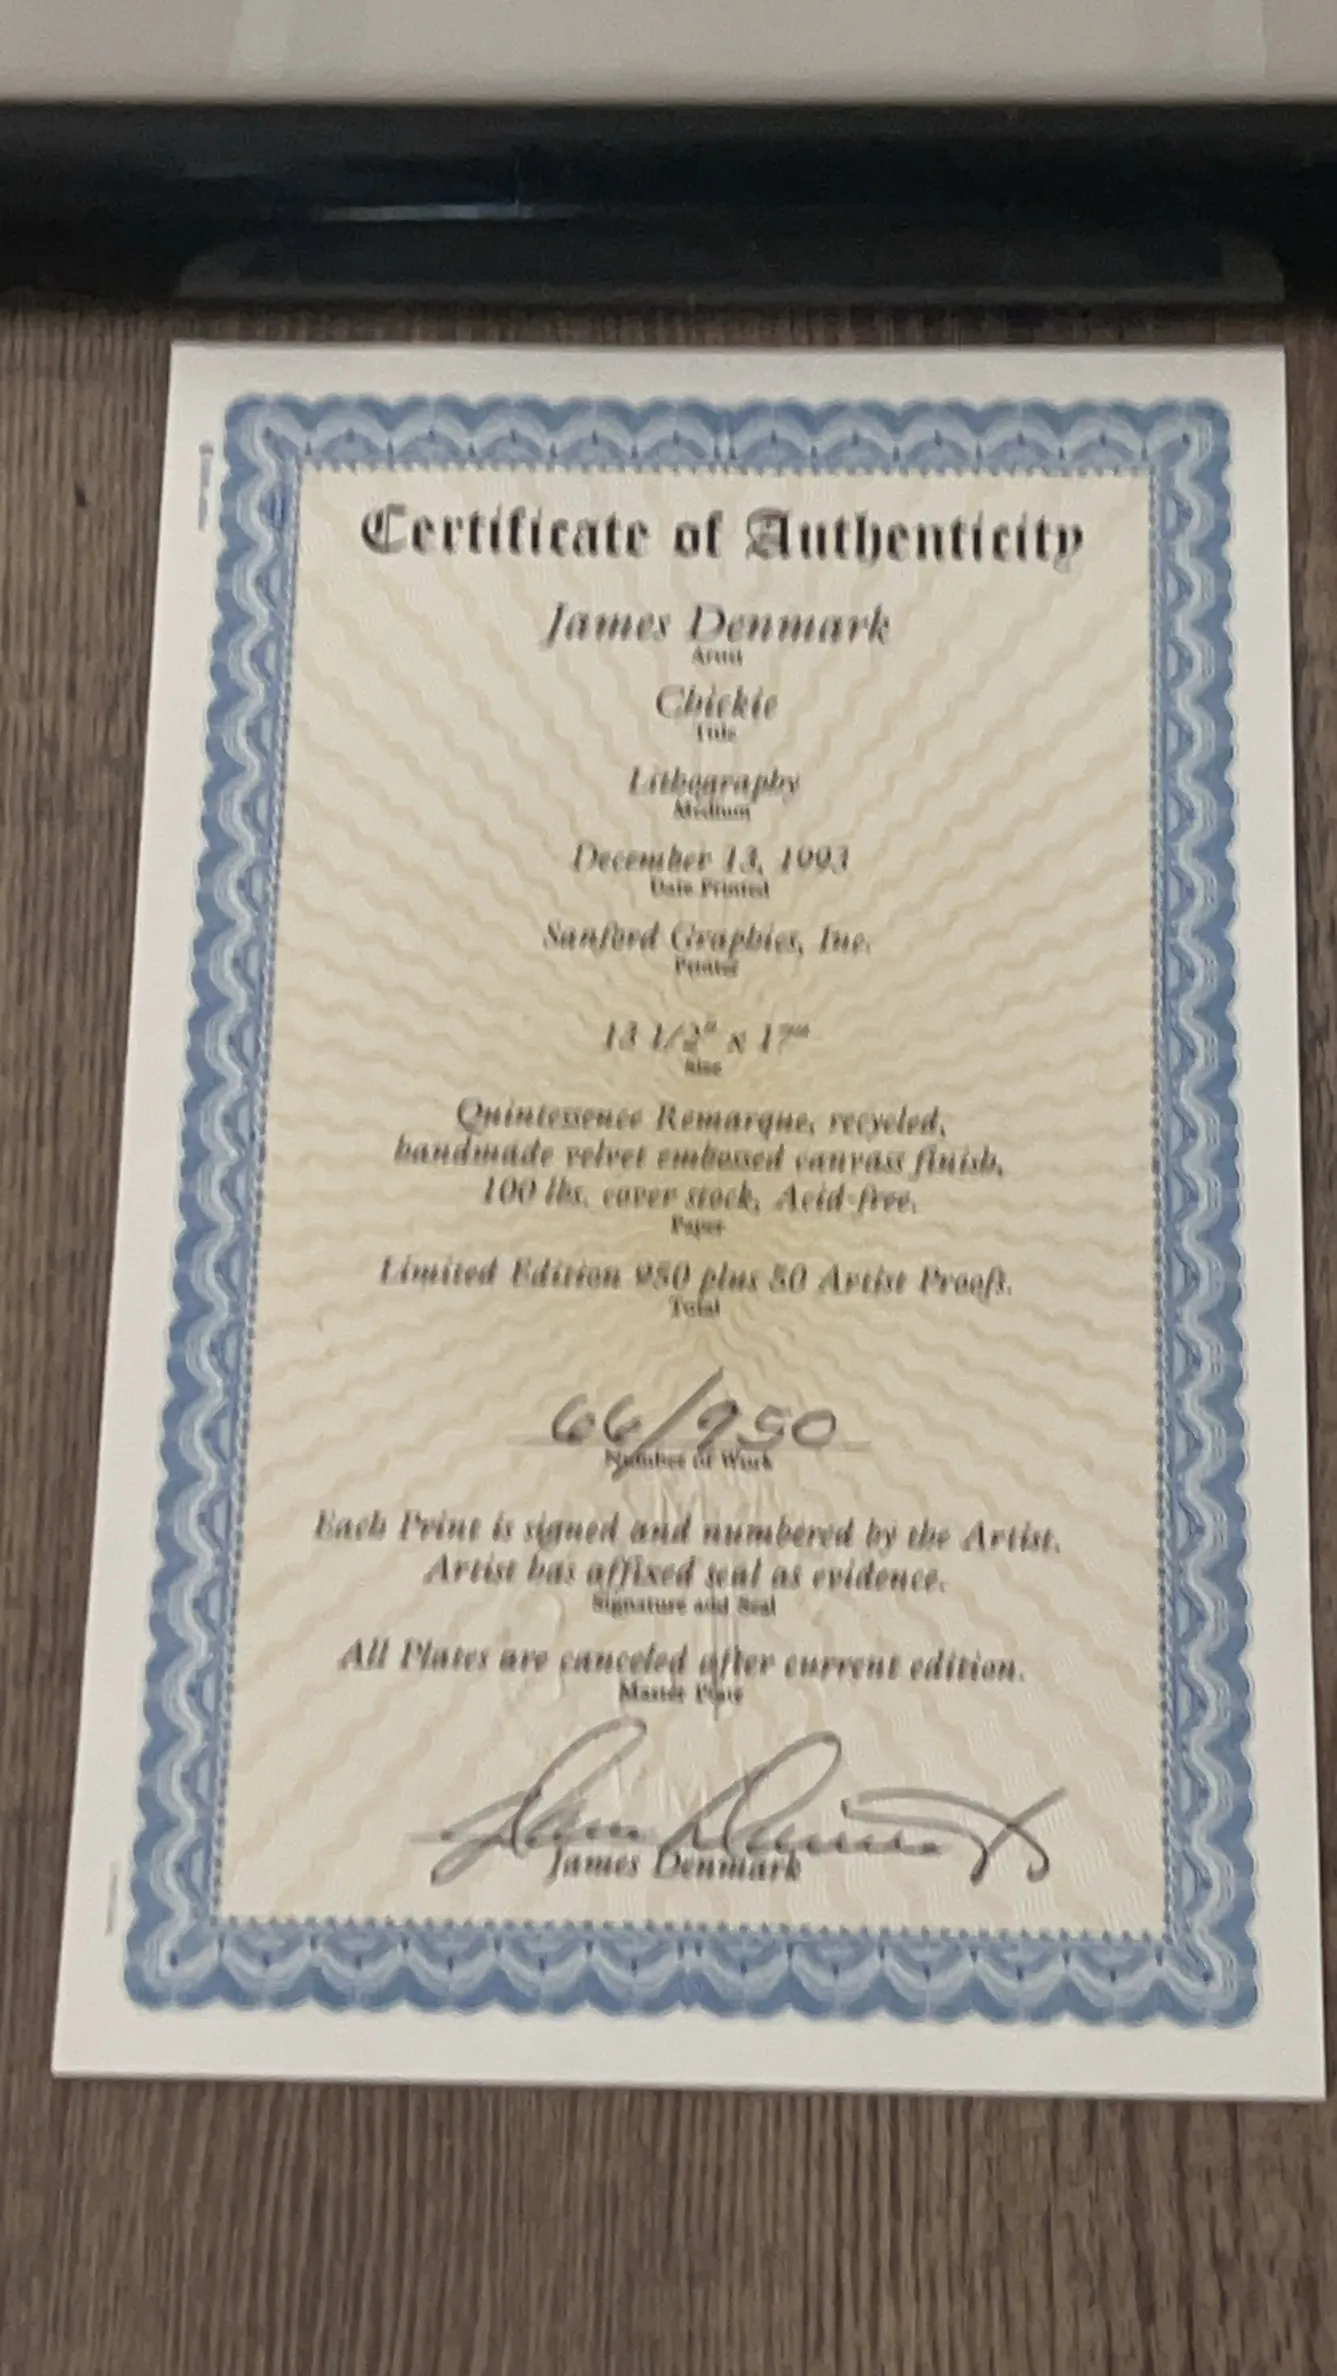 Certificate of Authenticity
James Denmark
Artist
Chickie
Title
Lithography
Medium
December 13, 1993
Date Printed
Sanford Graphics, Inc.
Printer
13 1/2" x 17"
Size
Quintessence Remarque, recycled,
handmade velvet embossed canvass finish,
100 lbs. cover stock, Acid-free.
Paper
Limited Edition 950 plus 50 Artist Proofs.
Total
66/950
Number of Work
Each Print is signed and numbered by the Artist.
Artist has affixed seal as evidence.
Signature and Seal
All Plates are canceled after current edition.
Master Plate
James Denmark
James Denmark